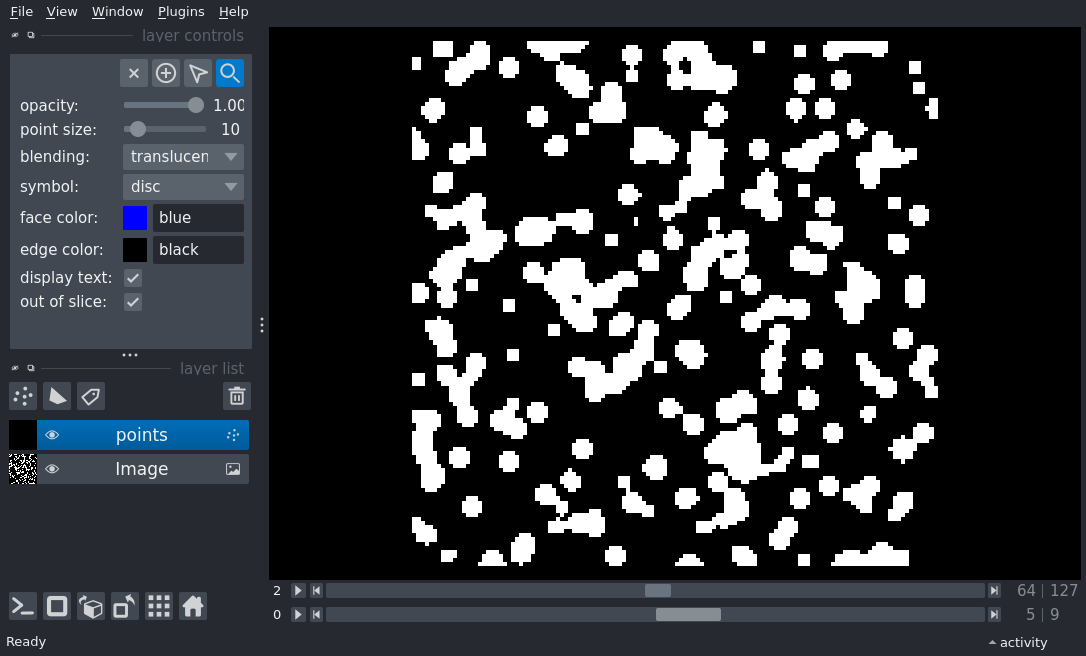 File View Window Plugins Help
layer controls
opacity: 1.00
point size: 10
blending: translucen
symbol: disc
face color: blue
edge color: black
display text:
out of slice:
layer list
points
Image
2 64 127
0 5 9
Ready activity